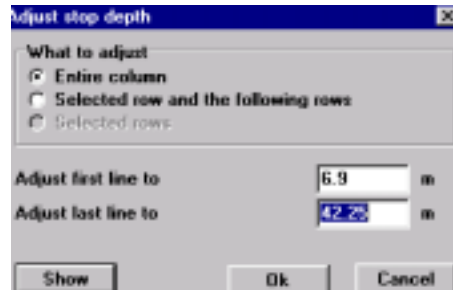 Adjust stop depth
What to adjust
Entire column
Selected row and the following rows
Selected rows
Adjust first line to 6.9 m
Adjust last line to 42.25 m
Show Ok Cancel